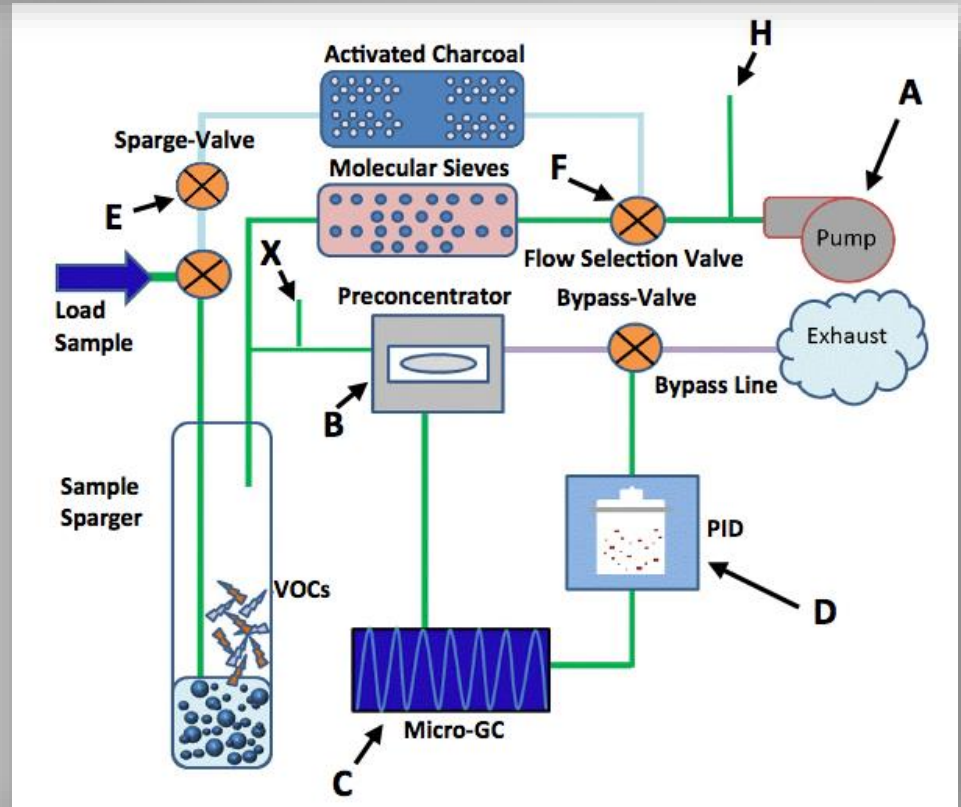 H
Activated Charcoal
A
Sparge-Valve
Molecular Sieves
F
E
Pump
X
Flow Selection Valve
Load
Sample
Preconcentrator
Bypass-Valve
Exhaust
Bypass Line
B
Sample
Sparger
PID
VOCs
D
Micro-GC
C